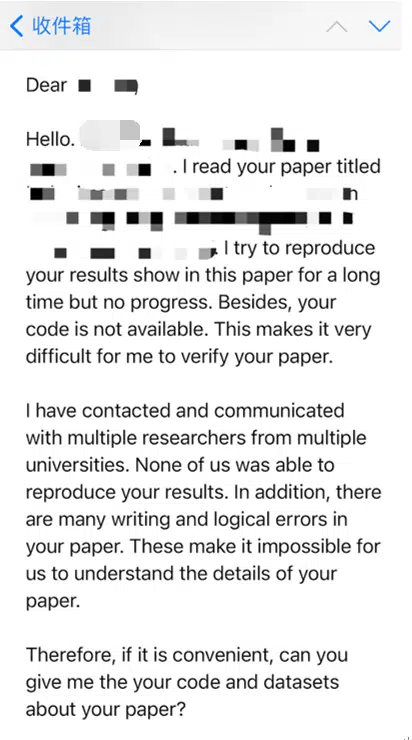 收件箱
Dear
Hello.
. I read your paper titled
. I try to reproduce
your results show in this paper for a long
time but no progress. Besides, your
code is not available. This makes it very
difficult for me to verify your paper.
I have contacted and communicated
with multiple researchers from multiple
universities. None of us was able to
reproduce your results. In addition, there
are many writing and logical errors in
your paper. These make it impossible for
us to understand the details of your
paper.
Therefore, if it is convenient, can you
give me the your code and datasets
about your paper?